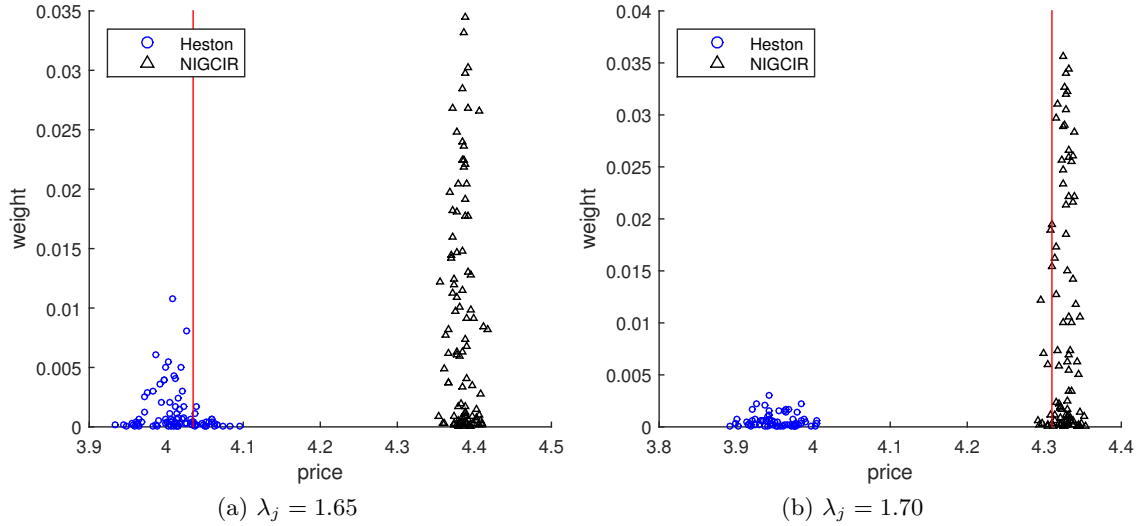 0.035
0.03
0.025
0.02
0.015
0.01
0.005
0
weight
Heston
NIGCIR
3.9 4 4.1 4.2 4.3 4.4 4.5
price
(a) λj = 1.65
0.04
0.035
0.03
0.025
0.02
0.015
0.01
0.005
0
weight
Heston
NIGCIR
3.8 3.9 4 4.1 4.2 4.3 4.4
price
(b) λj = 1.70